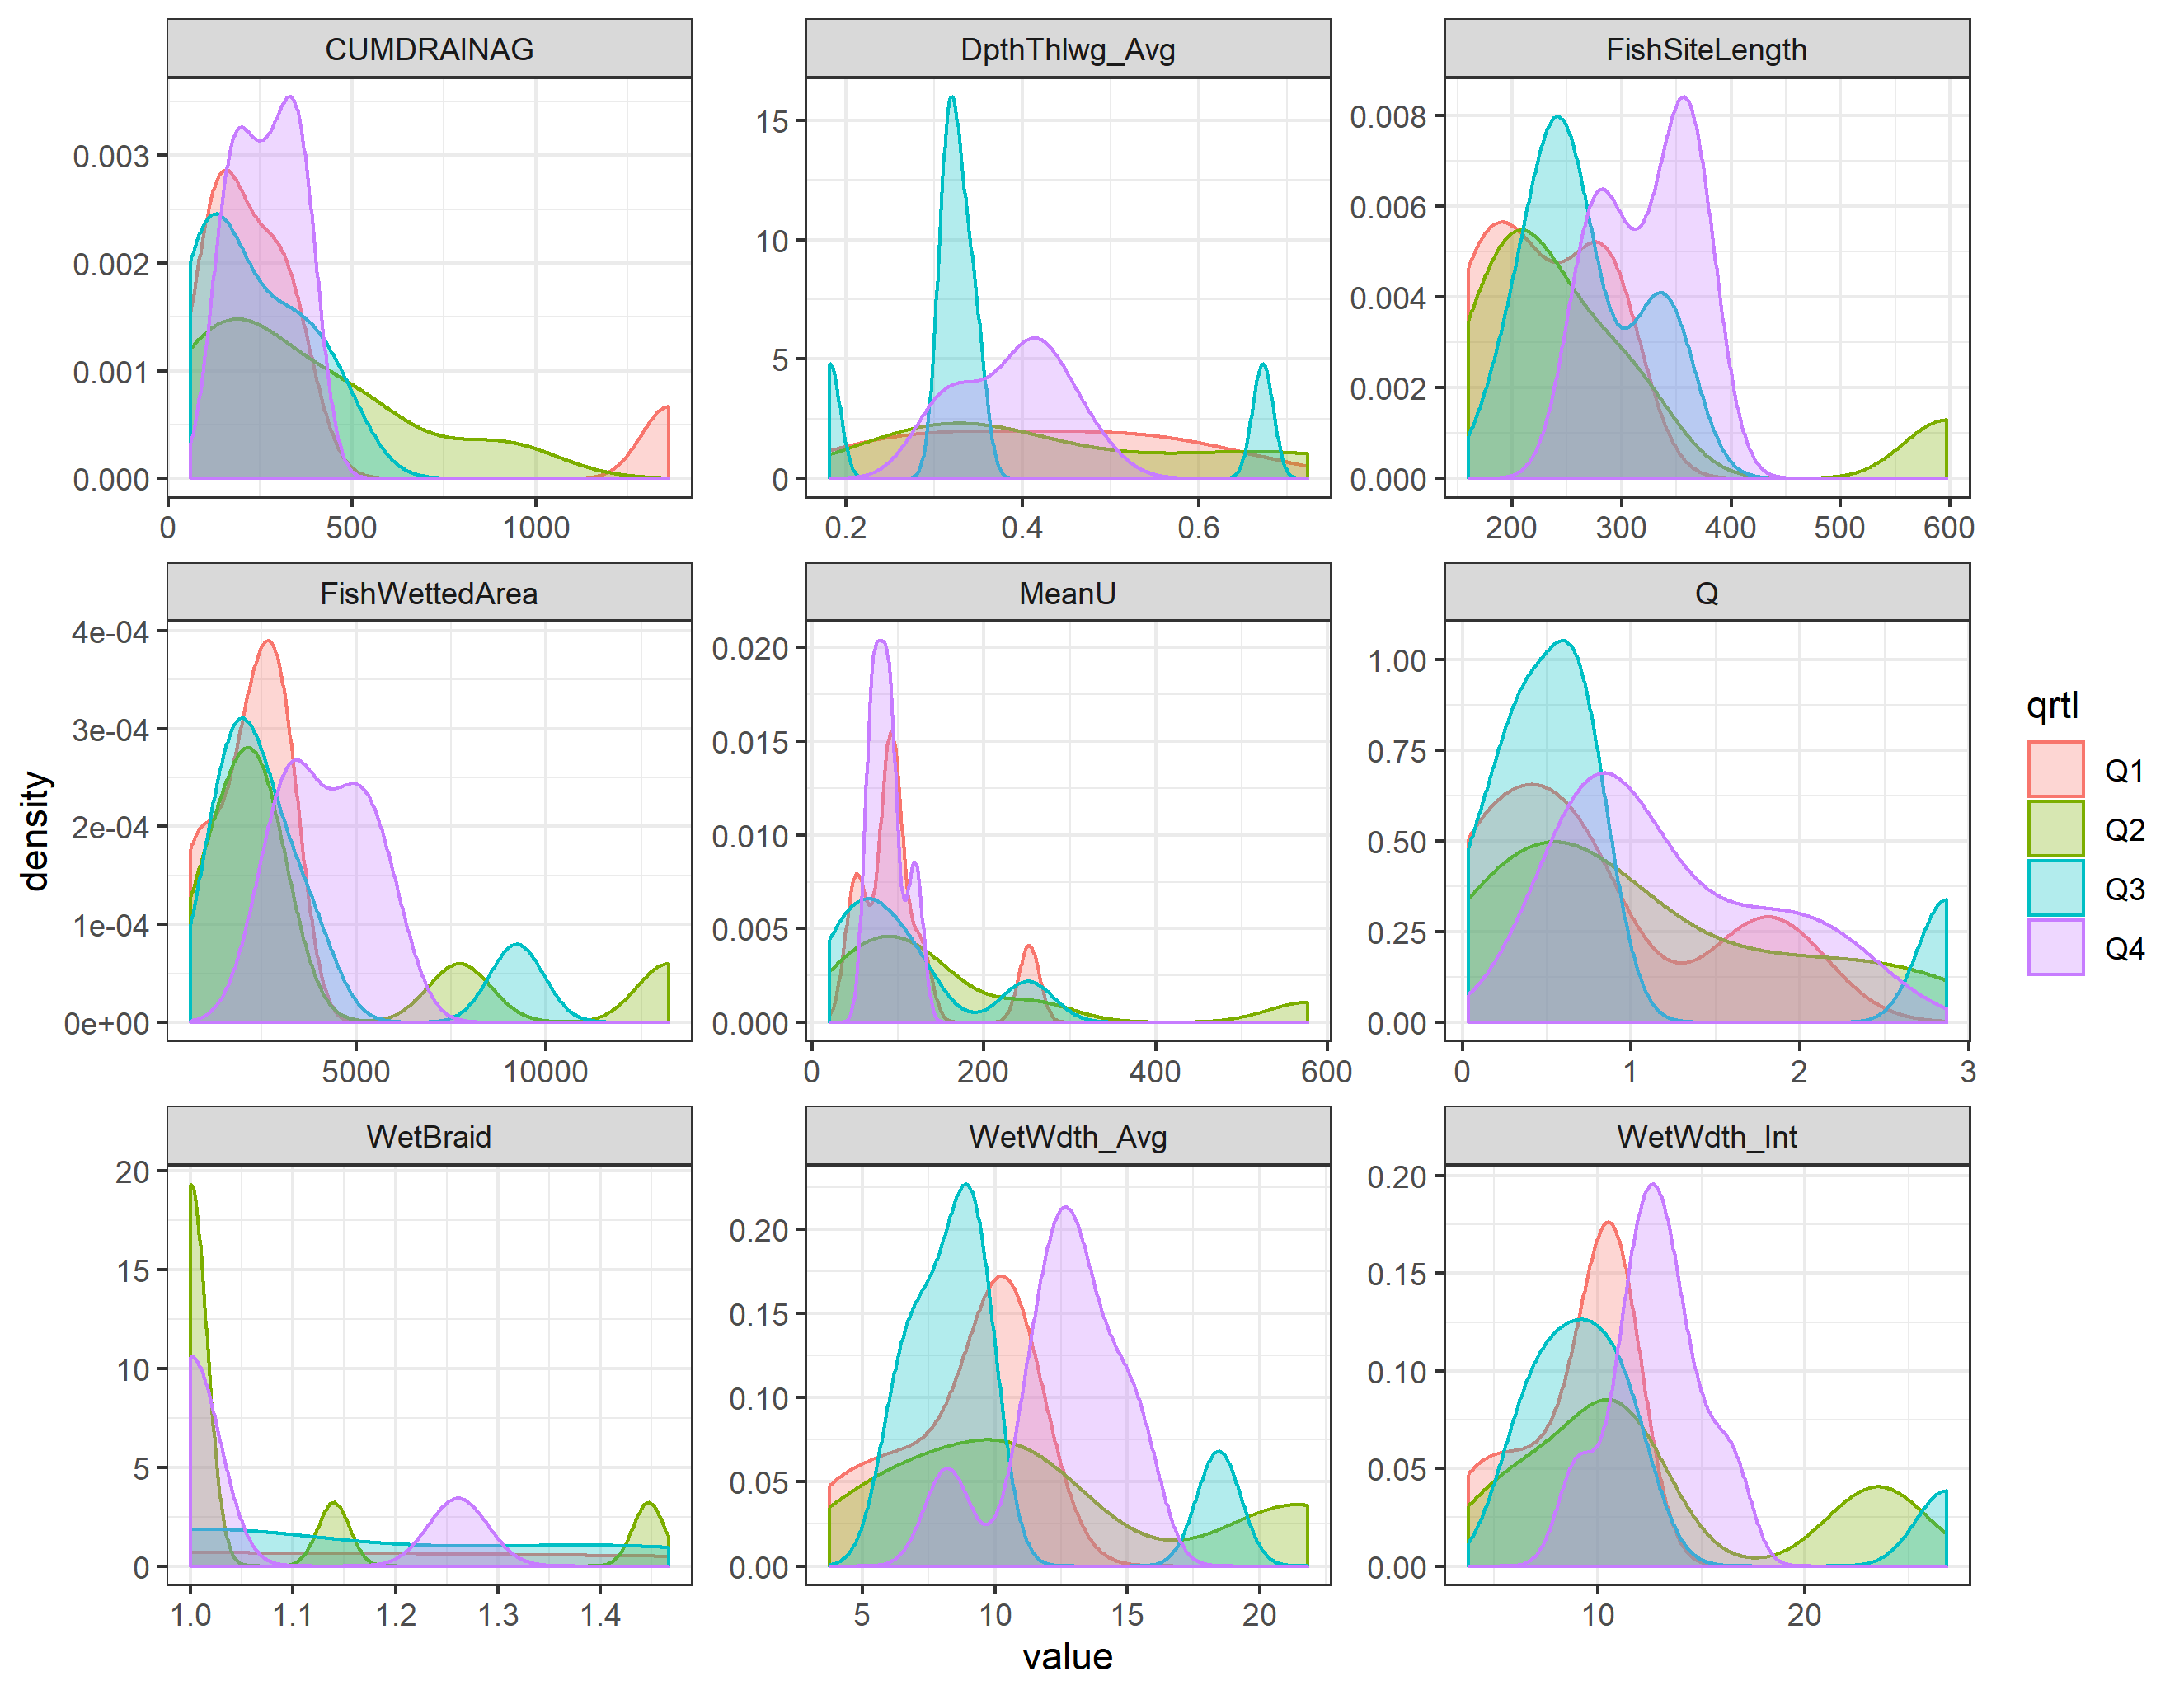 CUMDRAINAG DpthThlwg_Avg FishSiteLength
0.003 0.002 0.001 0.000
0 500 1000
15 10 5 0
0.2 0.4 0.6
0.008 0.006 0.004 0.002 0.000
200 300 400 500 600
FishWettedArea MeanU Q
4e-04 3e-04 2e-04 1e-04 0e+00
5000 10000
0.020 0.015 0.010 0.005 0.000
0 200 400 600
1.00 0.75 0.50 0.25 0.00
0 1 2 3
WetBraid WetWdth_Avg WetWdth_Int
20 15 10 5 0
1.0 1.1 1.2 1.3 1.4
0.20 0.15 0.10 0.05 0.00
5 10 15 20
0.20 0.15 0.10 0.05 0.00
10 20
density
value
qrtl
Q1
Q2
Q3
Q4